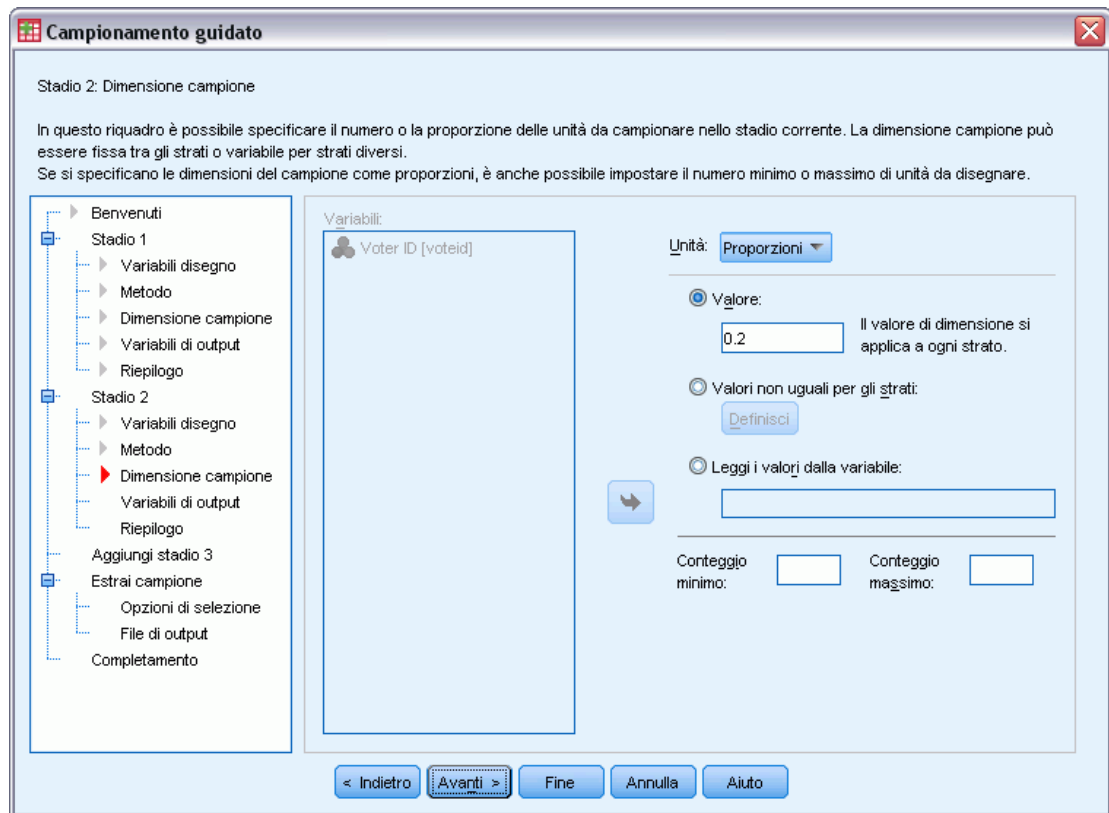 Campionamento guidato
Stadio 2: Dimensione campione
In questo riquadro è possibile specificare il numero o la proporzione delle unità da campionare nello stadio corrente. La dimensione campione può
essere fissa tra gli strati o variabile per strati diversi.
Se si specificano le dimensioni del campione come proporzioni, è anche possibile impostare il numero minimo o massimo di unità da disegnare.
Benvenuti
Stadio 1
Variabili disegno
Metodo
Dimensione campione
Variabili di output
Riepilogo
Stadio 2
Variabili disegno
Metodo
Dimensione campione
Variabili di output
Riepilogo
Aggiungi stadio 3
Estrai campione
Opzioni di selezione
File di output
Completamento
Variabili:
Voter ID [voteid]
Unità: Proporzioni
Valore:
0.2
Il valore di dimensione si
applica a ogni strato.
Valori non uguali per gli strati:
Definisci
Leggi i valori dalla variabile:
Conteggio
minimo:
Conteggio
massimo:
< Indietro Avanti > Fine Annulla Aiuto